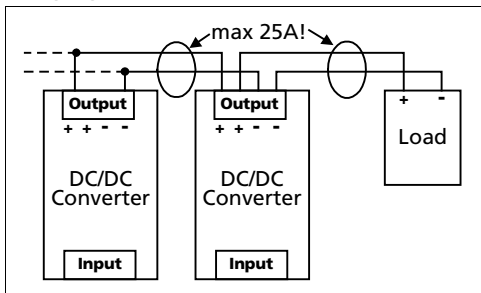 max 25A!
Output
+ + - -
DC/DC
Converter
Input
Output
+ + - -
DC/DC
Converter
Input
+ -
Load